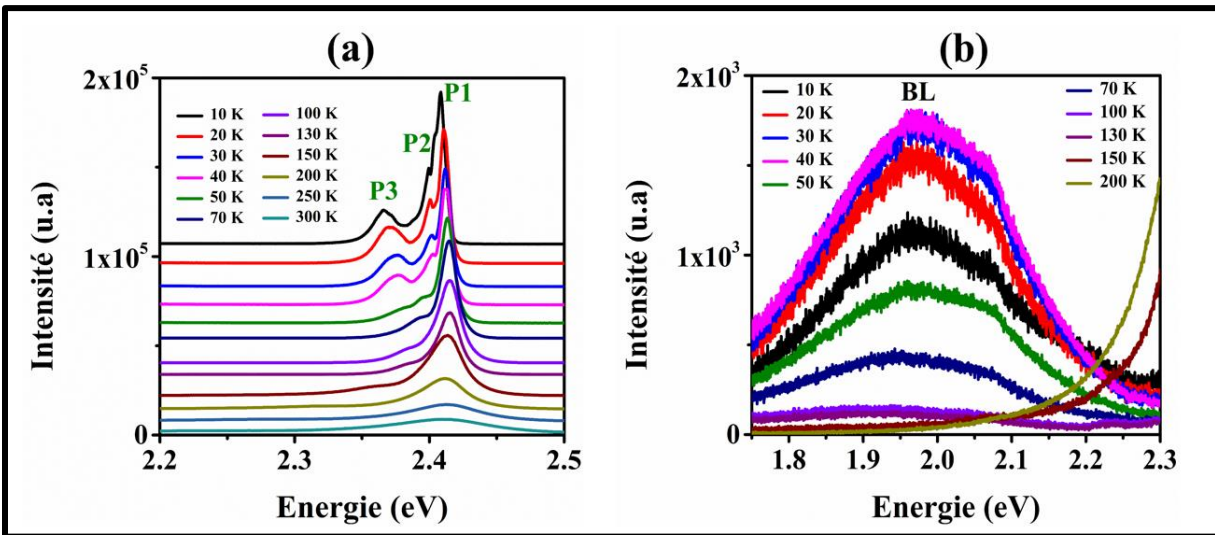 (a)
2x10⁵
1x10⁵
0
Intensité (u.a)
10 K
20 K
30 K
40 K
50 K
70 K
100 K
130 K
150 K
200 K
250 K
300 K
P1
P2
P3
2.2 2.3 2.4 2.5
Energie (eV)
(b)
2x10³
1x10³
0
Intensité (u.a)
10 K
20 K
30 K
40 K
50 K
BL
70 K
100 K
130 K
150 K
200 K
1.8 1.9 2.0 2.1 2.2 2.3
Energie (eV)